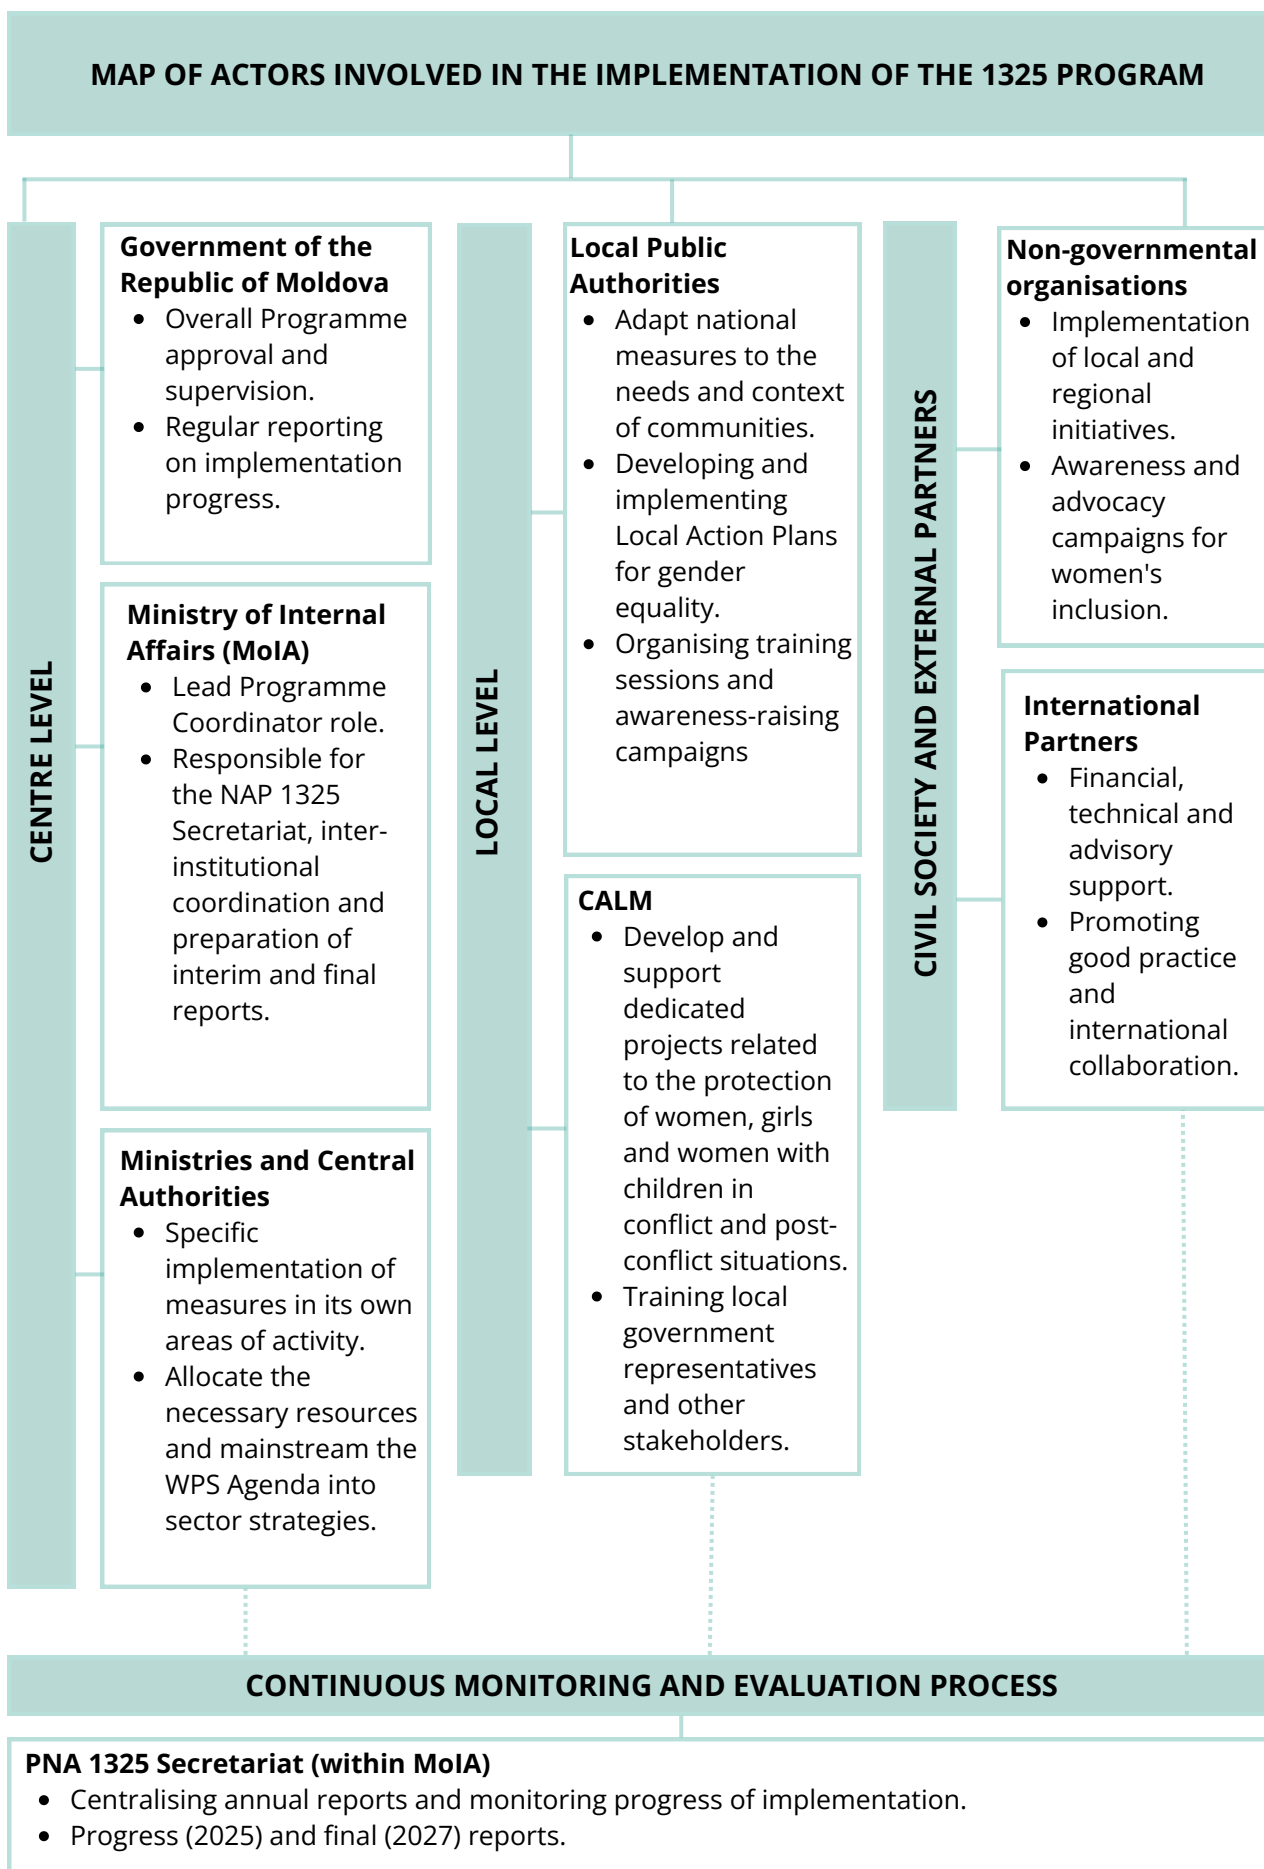 MAP OF ACTORS INVOLVED IN THE IMPLEMENTATION OF THE 1325 PROGRAM
CENTRE LEVEL
Government of the
Republic of Moldova
• Overall Programme
approval and
supervision.
• Regular reporting
on implementation
progress.
Ministry of Internal
Affairs (MoIA)
• Lead Programme
Coordinator role.
• Responsible for
the NAP 1325
Secretariat, inter-
institutional
coordination and
preparation of
interim and final
reports.
Ministries and Central
Authorities
• Specific
implementation of
measures in its own
areas of activity.
• Allocate the
necessary resources
and mainstream the
WPS Agenda into
sector strategies.
LOCAL LEVEL
Local Public
Authorities
• Adapt national
measures to the
needs and context
of communities.
• Developing and
implementing
Local Action Plans
for gender
equality.
• Organising training
sessions and
awareness-raising
campaigns
CALM
• Develop and
support
dedicated
projects related
to the protection
of women, girls
and women with
children in
conflict and post-
conflict situations.
• Training local
government
representatives
and other
stakeholders.
CIVIL SOCIETY AND EXTERNAL PARTNERS
Non-governmental
organisations
• Implementation
of local and
regional
initiatives.
• Awareness and
advocacy
campaigns for
women's
inclusion.
International
Partners
• Financial,
technical and
advisory
support.
• Promoting
good practice
and
international
collaboration.
CONTINUOUS MONITORING AND EVALUATION PROCESS
PNA 1325 Secretariat (within MoIA)
• Centralising annual reports and monitoring progress of implementation.
• Progress (2025) and final (2027) reports.